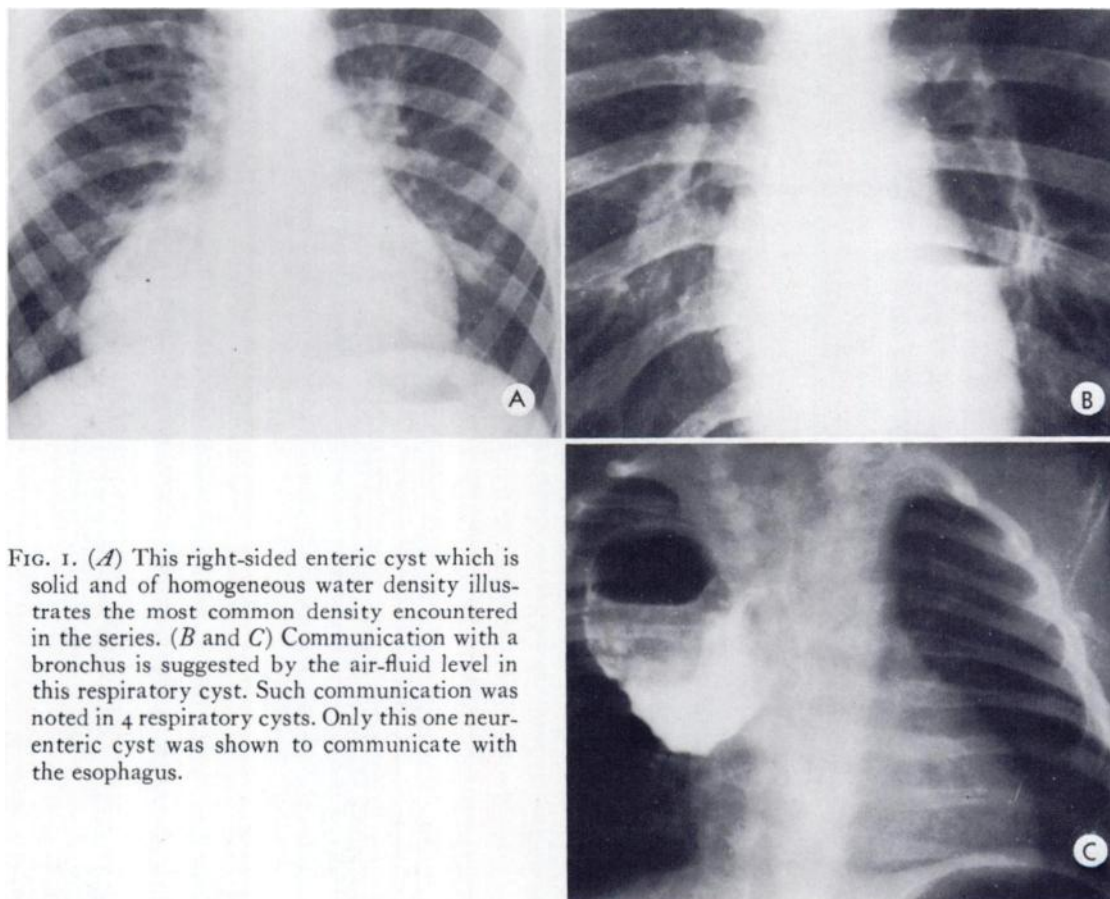 A
B
FIG. 1. (A) This right-sided enteric cyst which is
solid and of homogeneous water density illus-
trates the most common density encountered
in the series. (B and C) Communication with a
bronchus is suggested by the air-fluid level in
this respiratory cyst. Such communication was
noted in 4 respiratory cysts. Only this one neur-
enteric cyst was shown to communicate with
the esophagus.
C